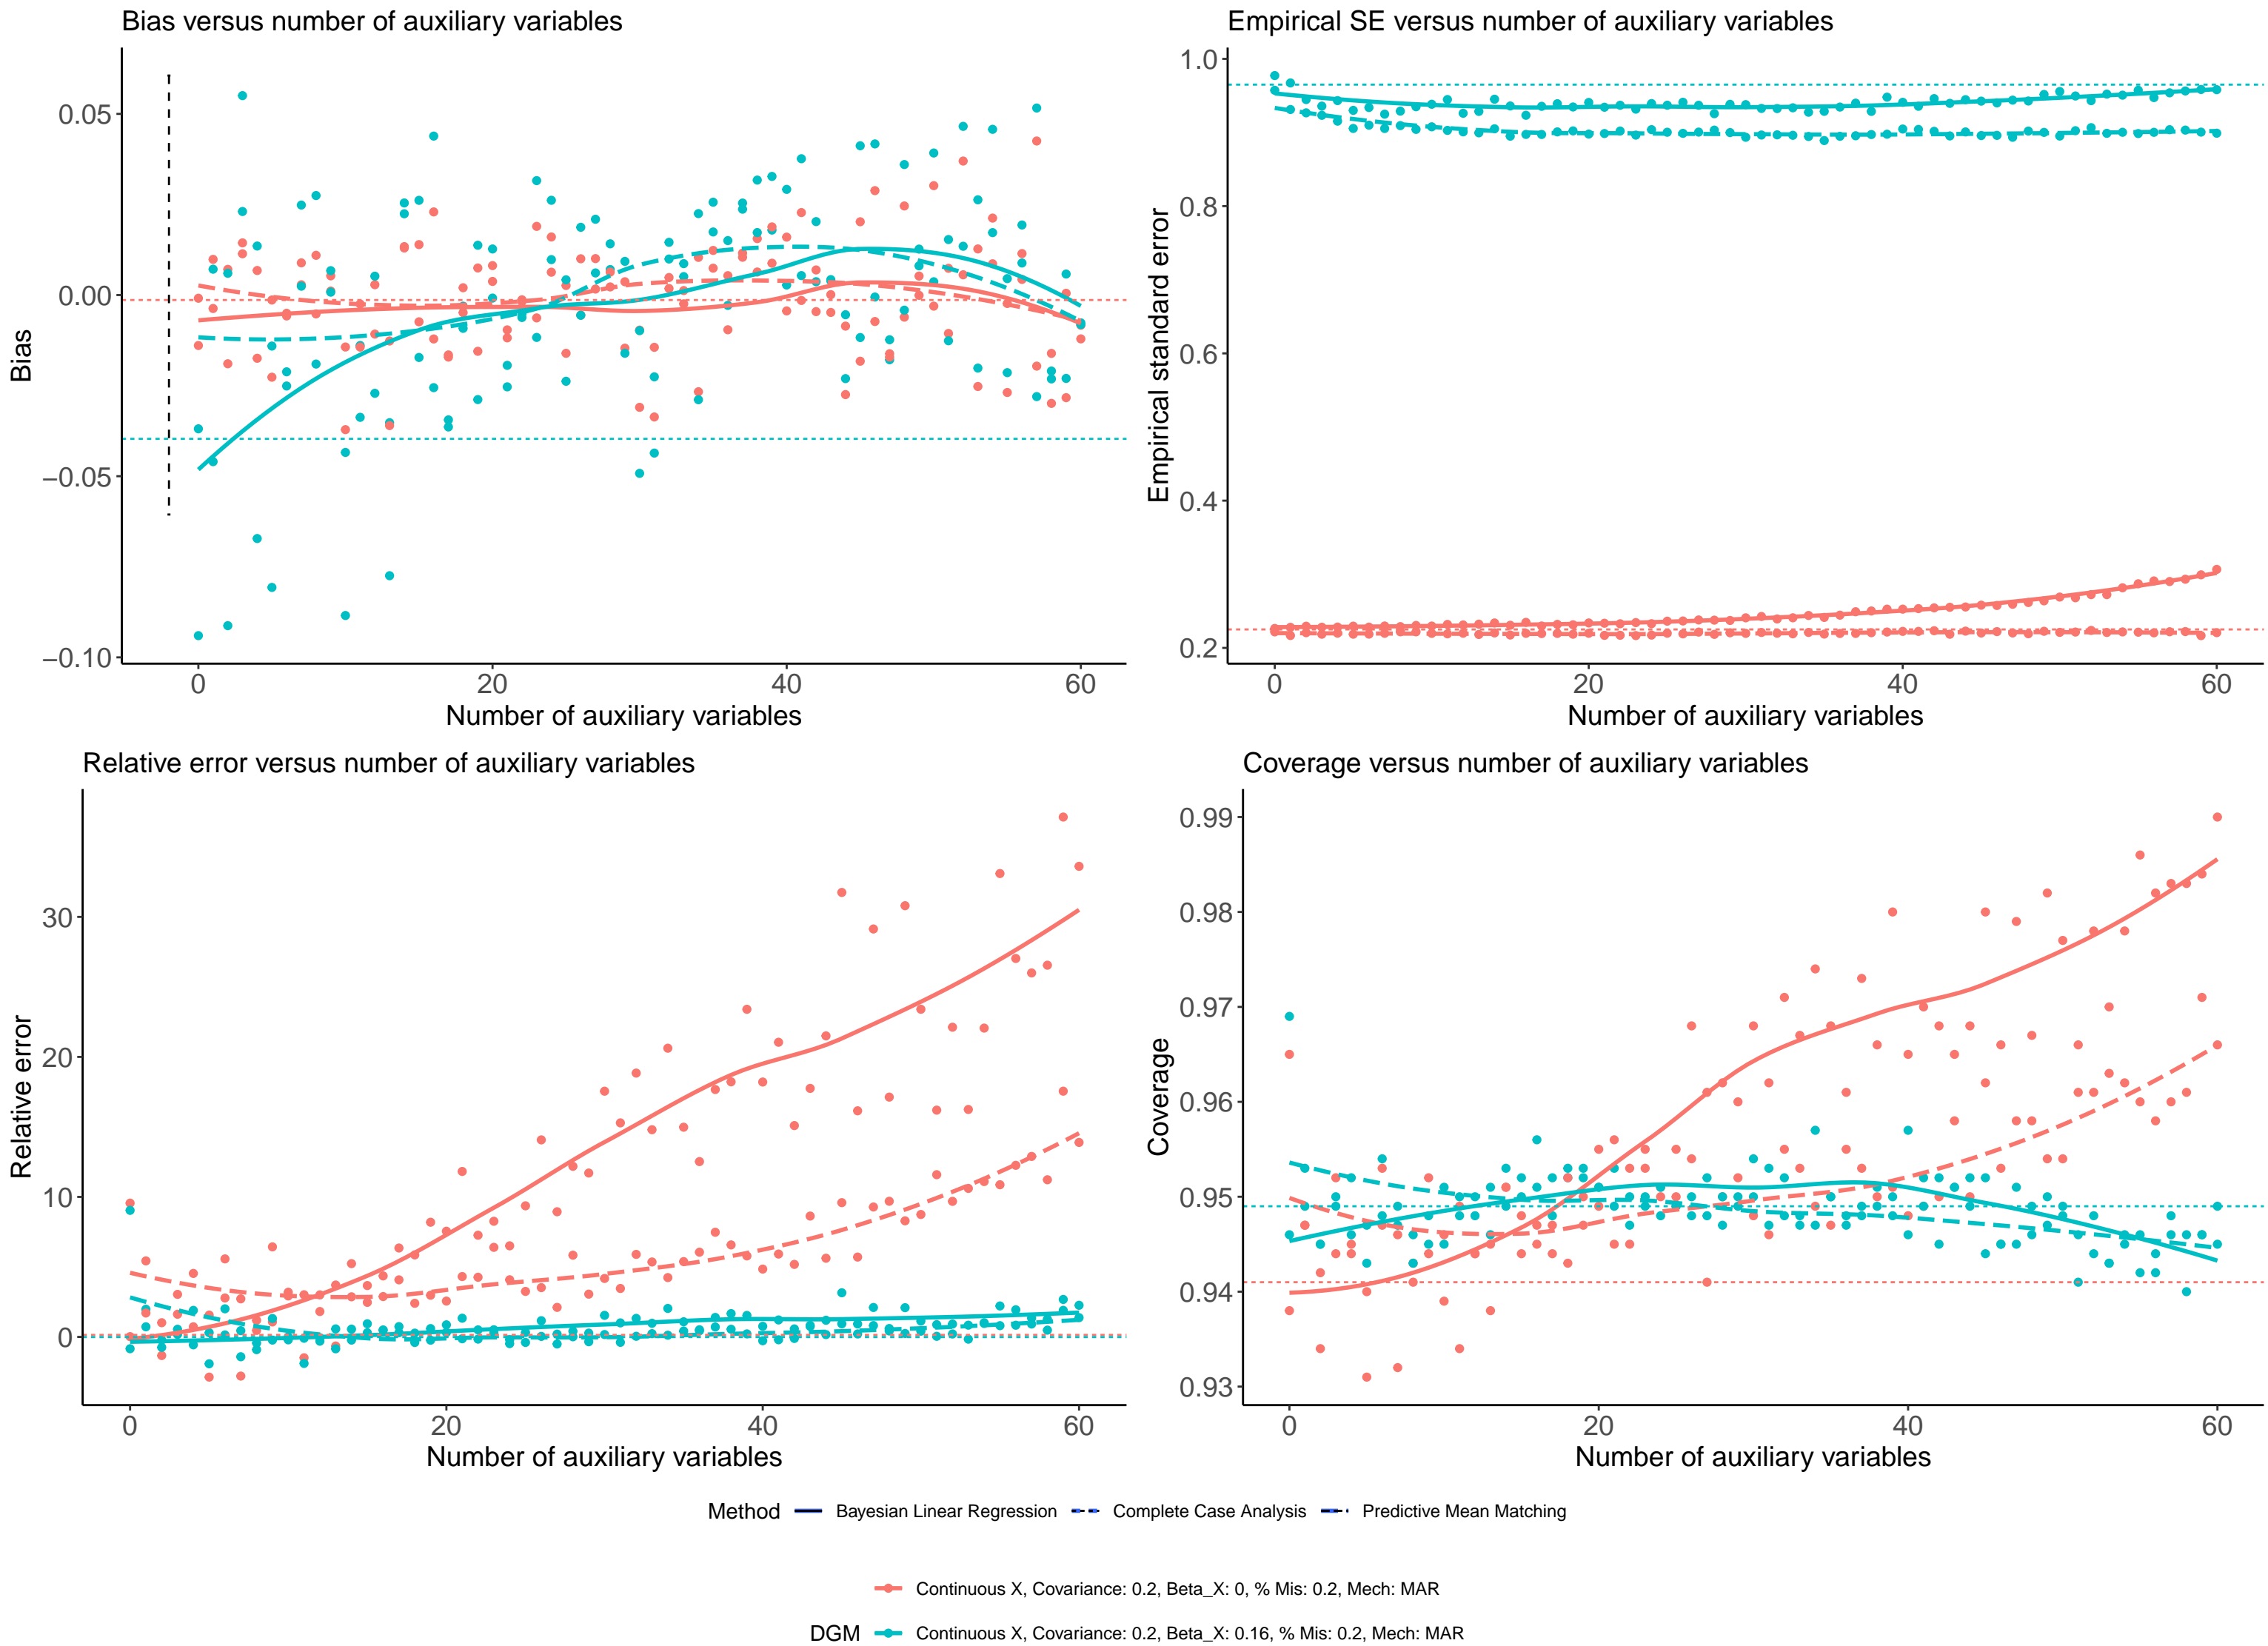 Bias versus number of auxiliary variables
0.05
0.00
−0.05
−0.10
Bias
0 20 40 60
Number of auxiliary variables
Empirical SE versus number of auxiliary variables
1.0
0.8
0.6
0.4
0.2
Empirical standard error
0 20 40 60
Number of auxiliary variables
Relative error versus number of auxiliary variables
30
20
10
0
Relative error
0 20 40 60
Number of auxiliary variables
Coverage versus number of auxiliary variables
0.99
0.98
0.97
0.96
0.95
0.94
0.93
Coverage
0 20 40 60
Number of auxiliary variables
Method Bayesian Linear Regression Complete Case Analysis Predictive Mean Matching
Continuous X, Covariance: 0.2, Beta_X: 0, % Mis: 0.2, Mech: MAR
DGM Continuous X, Covariance: 0.2, Beta_X: 0.16, % Mis: 0.2, Mech: MAR